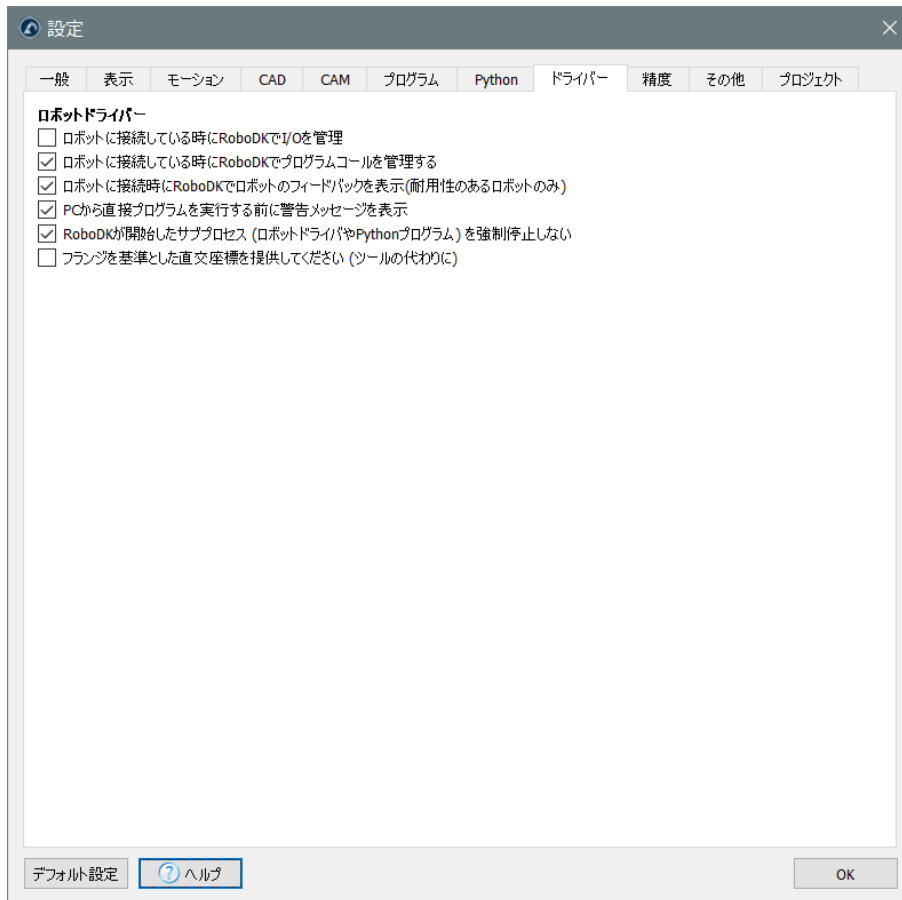 設定
一般 表示 モーション CAD CAM プログラム Python ドライバー 精度 その他 プロジェクト
ロボットドライバー
ロボットに接続している時にRoboDKでI/Oを管理
ロボットに接続している時にRoboDKでプログラムコールを管理する
ロボットに接続時にRoboDKでロボットのフィードバックを表示(耐用性のあるロボットのみ)
PCから直接プログラムを実行する前に警告メッセージを表示
RoboDKが開始したサブプロセス (ロボットドライバやPythonプログラム) を強制停止しない
フランジを基準とした直交座標を提供してください (ツールの代わりに)
デフォルト設定 ヘルプ OK